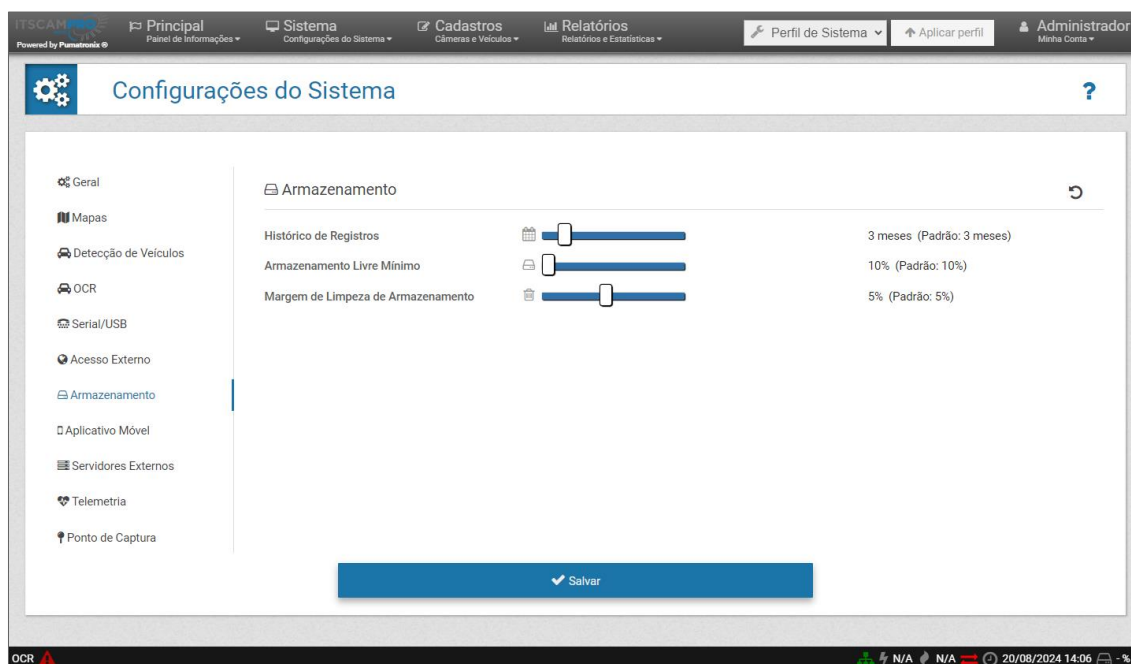 ITSCAMPRO
Powered by Pumatronix ®
Principal
Painel de Informações
Sistema
Configurações do Sistema
Cadastros
Câmeras e Veículos
Relatórios
Relatórios e Estatísticas
Perfil de Sistema
Aplicar perfil
Administrador
Minha Conta
Configurações do Sistema
?
Geral
Mapas
Detecção de Veículos
OCR
Serial/USB
Acesso Externo
Armazenamento
Aplicativo Móvel
Servidores Externos
Telemetria
Ponto de Captura
Armazenamento
Histórico de Registros
3 meses (Padrão: 3 meses)
Armazenamento Livre Mínimo
10% (Padrão: 10%)
Margem de Limpeza de Armazenamento
5% (Padrão: 5%)
Salvar
OCR
N/A
N/A
20/08/2024 14:06
- %